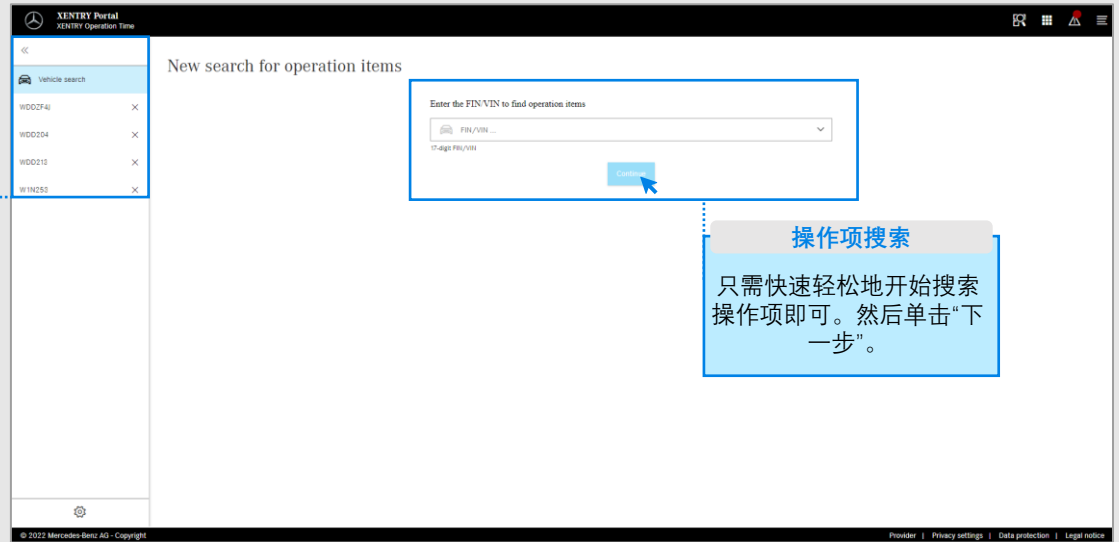 XENTRY Portal
XENTRY Operation Time
Vehicle search
WDDZF4J
WDD204
WDD213
W1N253
New search for operation items
Enter the FIN/VIN to find operation items
FIN/VIN ...
17-digit FIN/VIN
Continue
操作项搜索
只需快速轻松地开始搜索
操作项即可。然后单击“下
一步”。
© 2022 Mercedes-Benz AG - Copyright
Provider | Privacy settings | Data protection | Legal notice